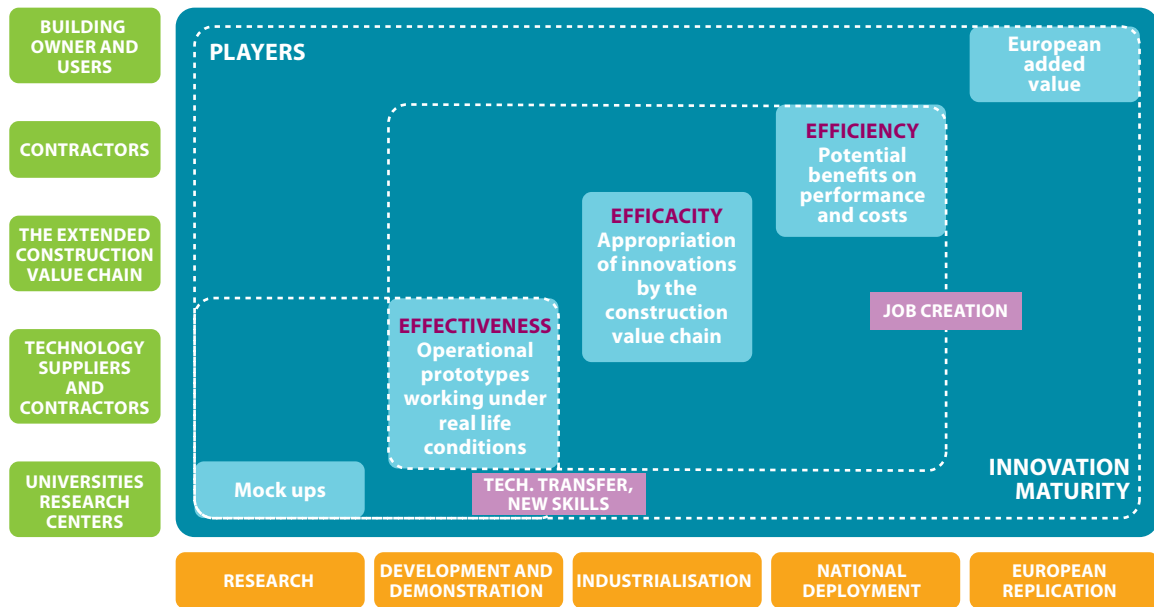 BUILDING
OWNER AND
USERS
CONTRACTORS
THE EXTENDED
CONSTRUCTION
VALUE CHAIN
TECHNOLOGY
SUPPLIERS
AND
CONTRACTORS
UNIVERSITIES
RESEARCH
CENTERS
PLAYERS
European
added
value
EFFICIENCY
Potential
benefits on
performance
and costs
EFFICACITY
Appropriation
of innovations
by the
construction
value chain
JOB CREATION
EFFECTIVENESS
Operational
prototypes
working under
real life
conditions
Mock ups
TECH. TRANSFER,
NEW SKILLS
INNOVATION
MATURITY
RESEARCH
DEVELOPMENT AND
DEMONSTRATION
INDUSTRIALISATION
NATIONAL
DEPLOYMENT
EUROPEAN
REPLICATION